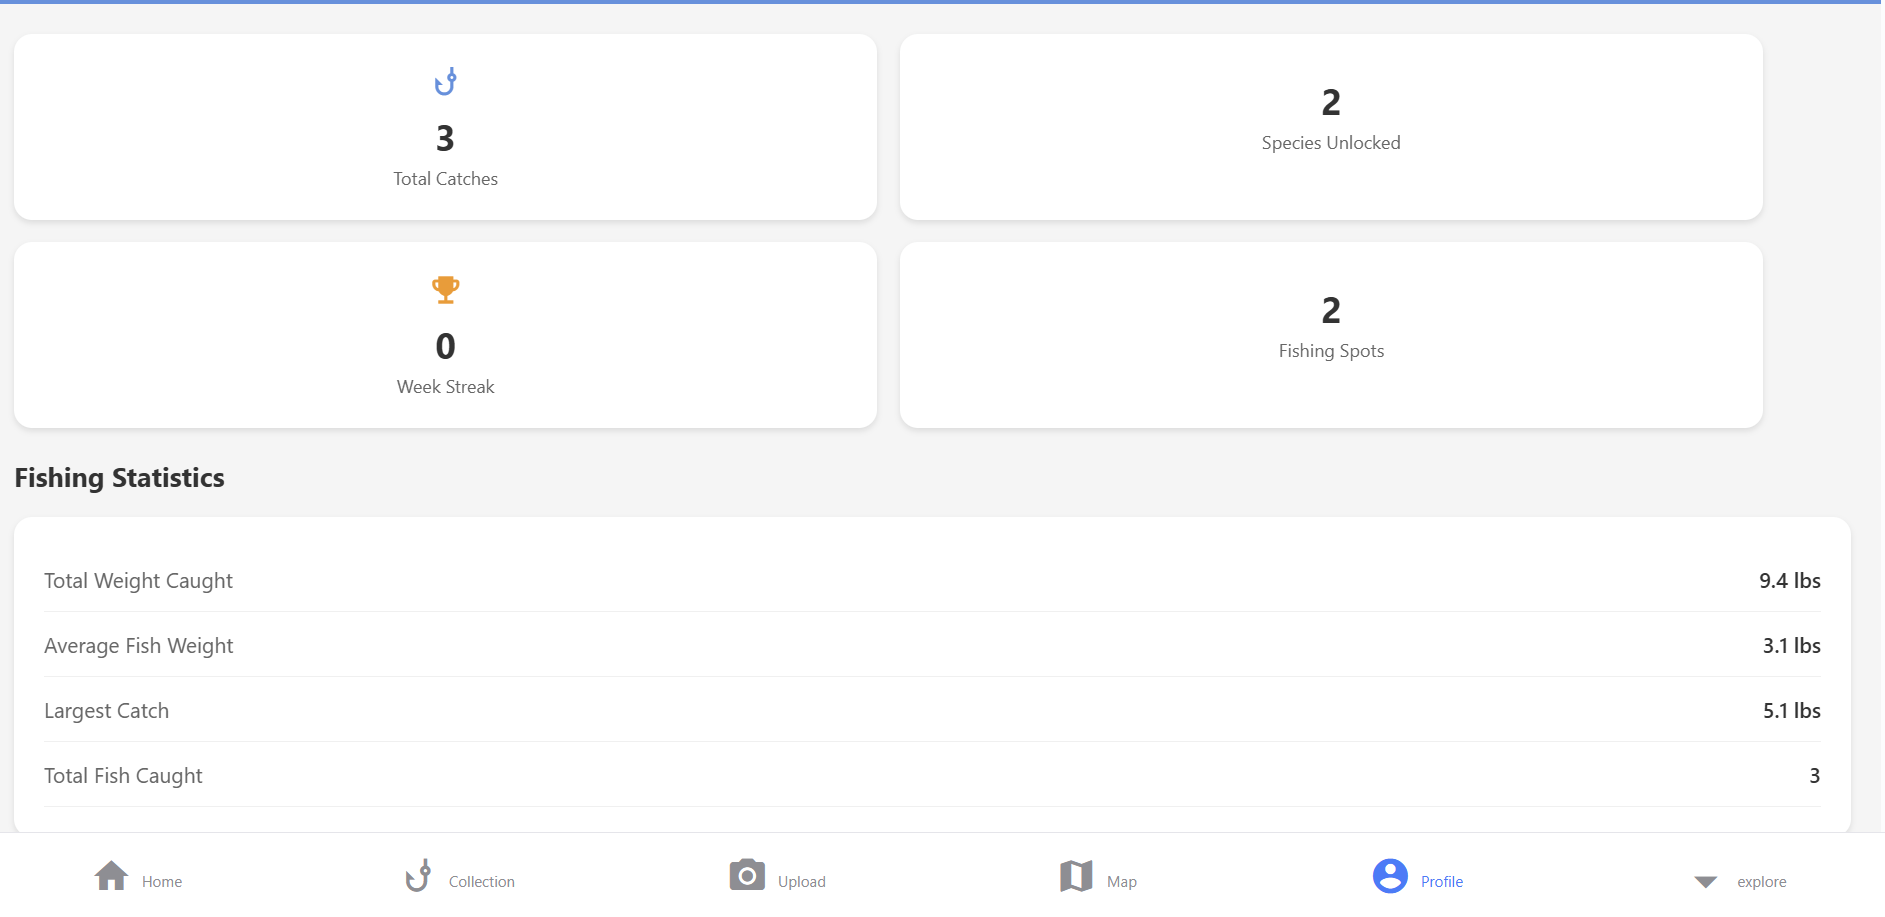 3
Total Catches
2
Species Unlocked
0
Week Streak
2
Fishing Spots
Fishing Statistics
Total Weight Caught 9.4 lbs
Average Fish Weight 3.1 lbs
Largest Catch 5.1 lbs
Total Fish Caught 3
Home Collection Upload Map Profile explore